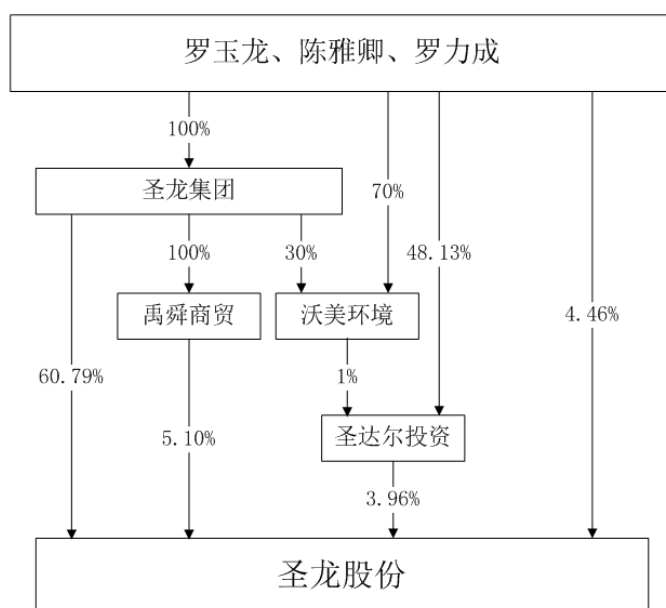 罗玉龙、陈雅卿、罗力成
100%
圣龙集团
70%
100%
30%
48.13%
禹舜商贸
沃美环境
4.46%
60.79%
1%
5.10%
圣达尔投资
3.96%
圣龙股份